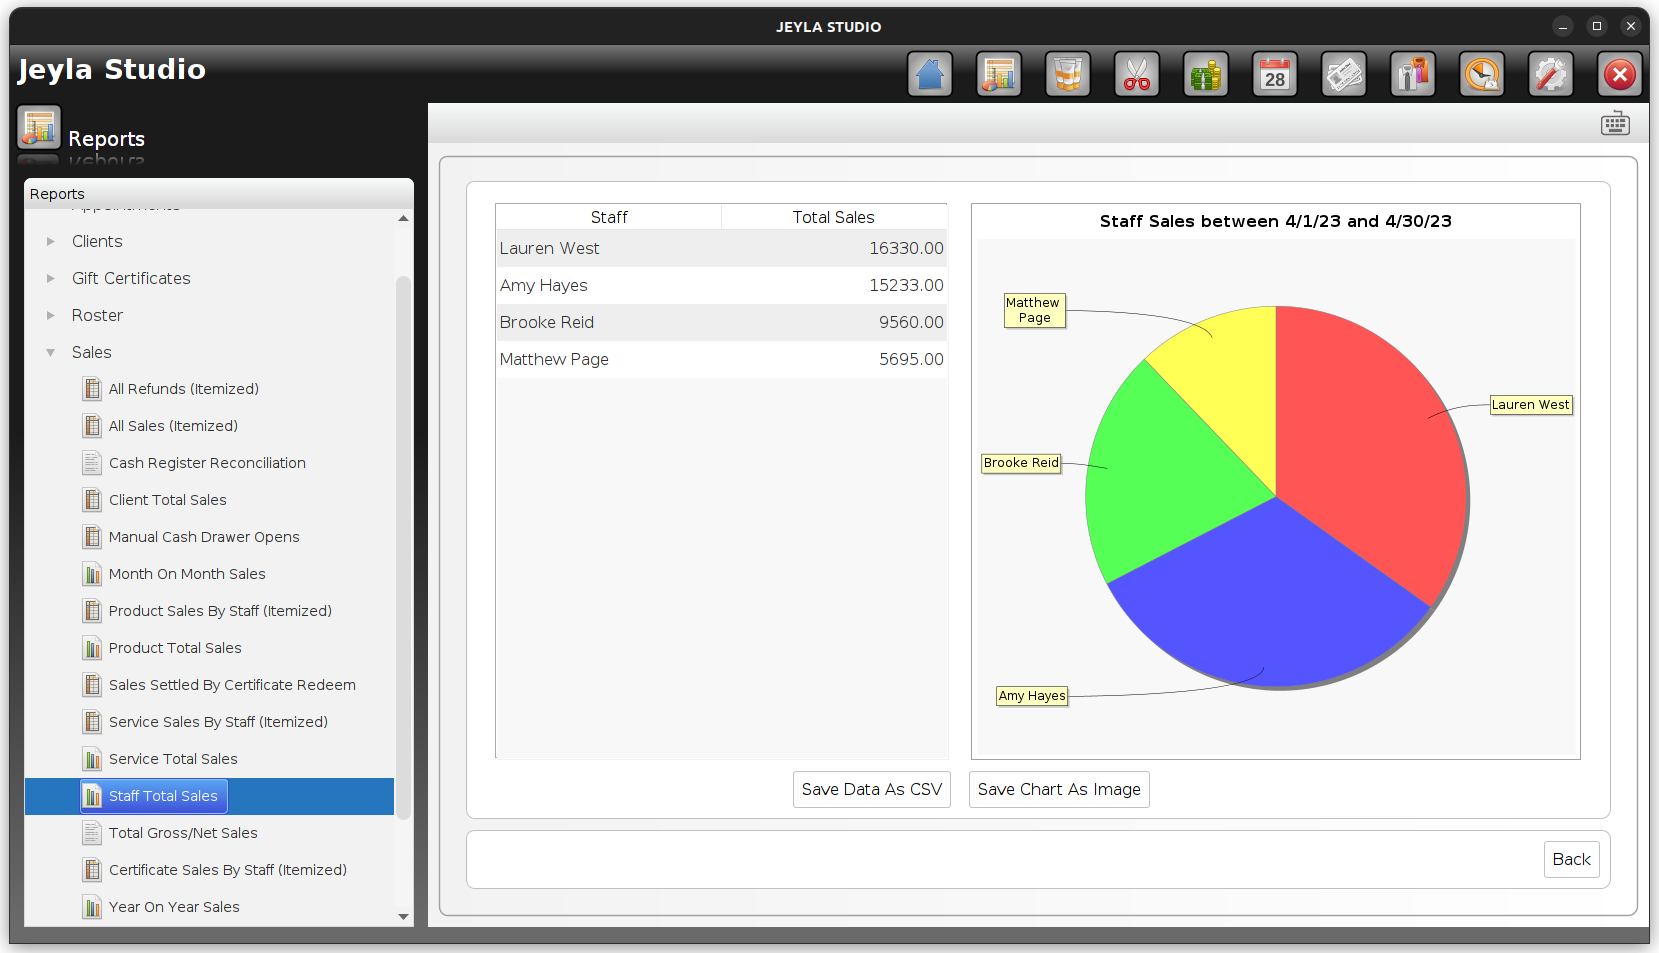 JEYLA STUDIO
Jeyla Studio
28
Reports
Reports
Appointments
Clients
Gift Certificates
Roster
Sales
All Refunds (Itemized)
All Sales (Itemized)
Cash Register Reconciliation
Client Total Sales
Manual Cash Drawer Opens
Month On Month Sales
Product Sales By Staff (Itemized)
Product Total Sales
Sales Settled By Certificate Redeem
Service Sales By Staff (Itemized)
Service Total Sales
Staff Total Sales
Total Gross/Net Sales
Certificate Sales By Staff (Itemized)
Year On Year Sales
Staff Total Sales
Lauren West 16330.00
Amy Hayes 15233.00
Brooke Reid 9560.00
Matthew Page 5695.00
Staff Sales between 4/1/23 and 4/30/23
Matthew
Page
Lauren West
Brooke Reid
Amy Hayes
Save Data As CSV
Save Chart As Image
Back